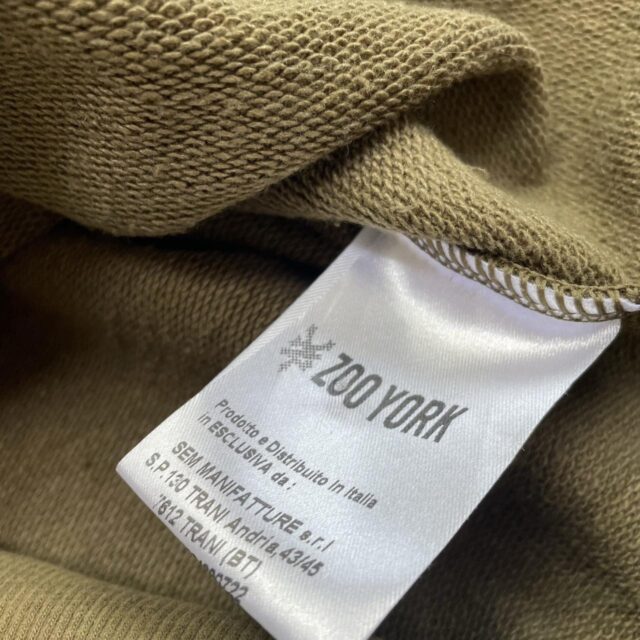 ZOO YORK
Prodotto e Distribuito in Italia
in ESCLUSIVA da :
SEM MANIFATTURE s.r.l
S.P.130 TRANI Andria 43/45
7612 TRANI (BT)